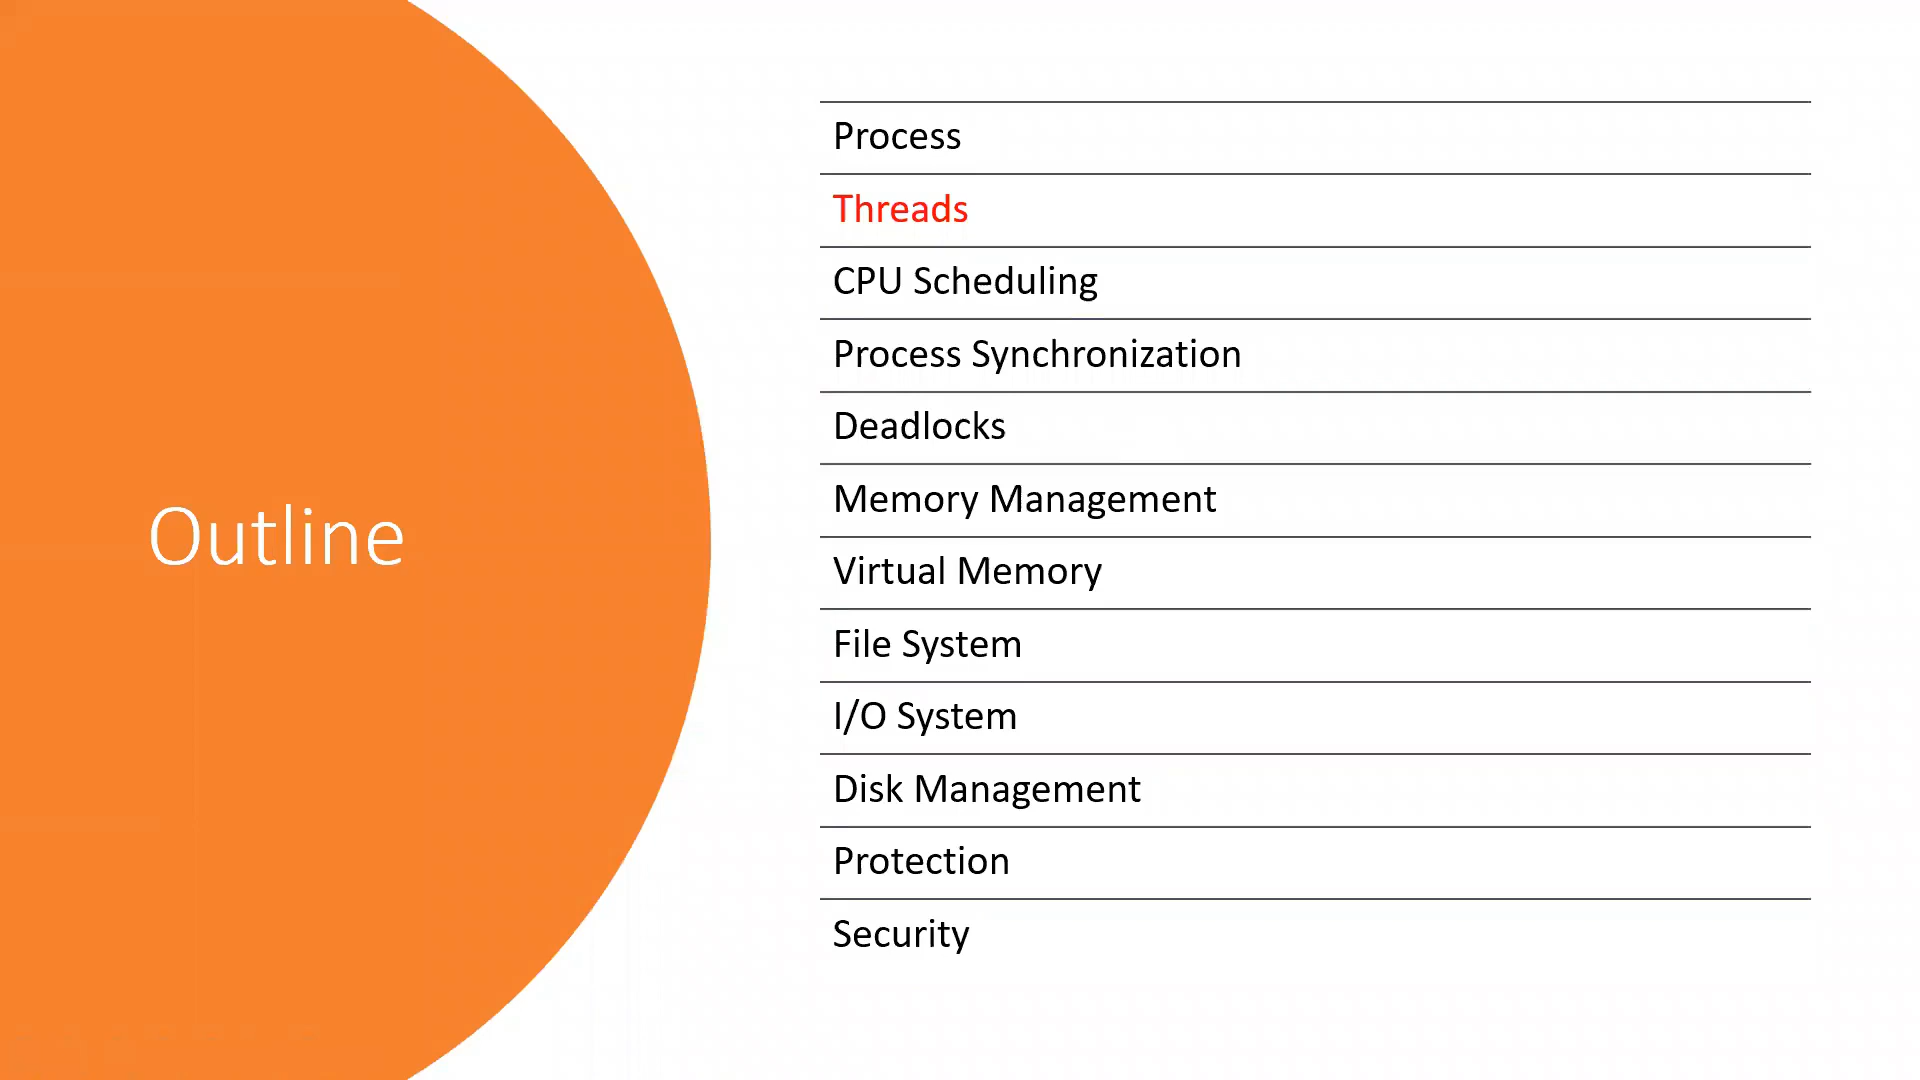 Outline
Process
Threads
CPU Scheduling
Process Synchronization
Deadlocks
Memory Management
Virtual Memory
File System
I/O System
Disk Management
Protection
Security